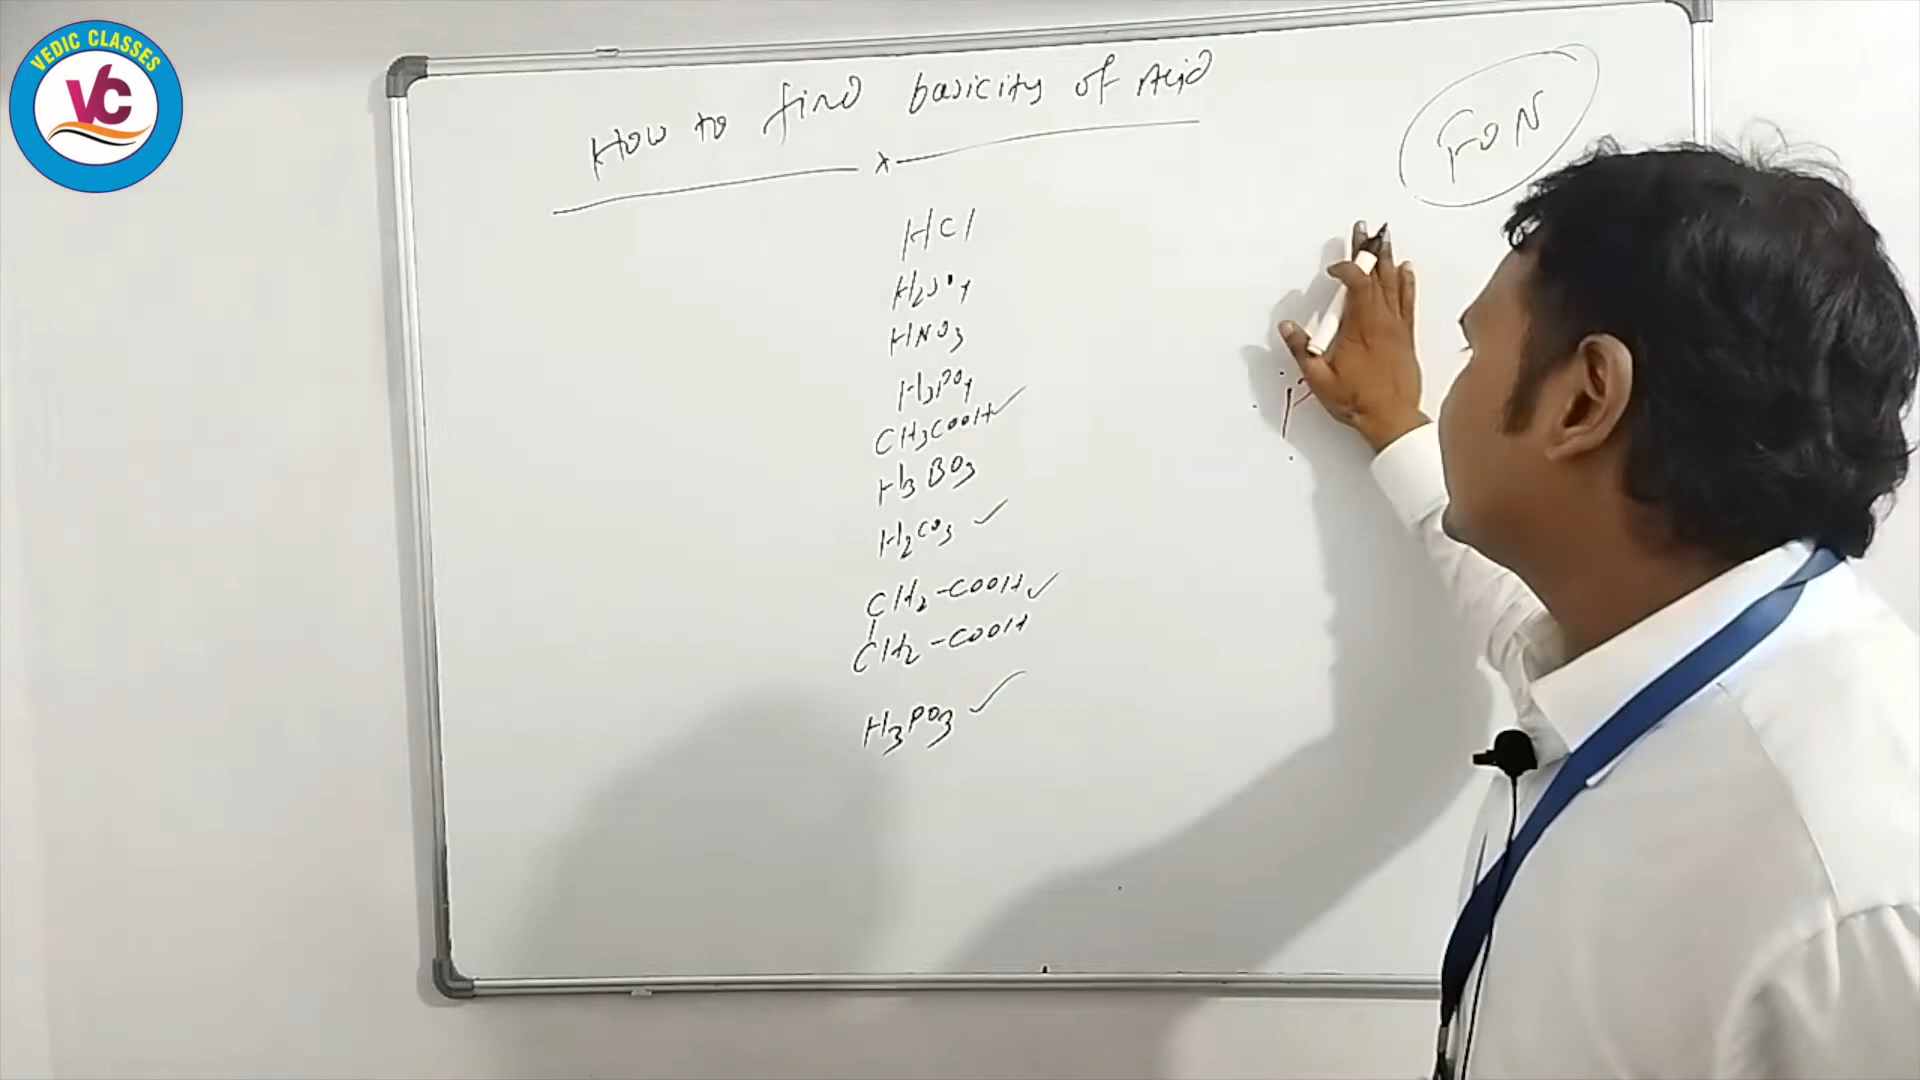 VEDIC CLASSES
VC
How to find basicity of Acid
x
FON
HCl
H2SO4
HNO3
H3PO4
CH3COOH ✓
H3BO3
H2CO3 ✓
CH2-COOH ✓
CH2-COOH
H3PO3 ✓